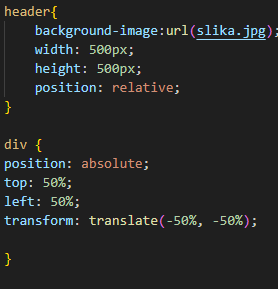 header{
background-image:url(slika.jpg);
width: 500px;
height: 500px;
position: relative;
}
div {
position: absolute;
top: 50%;
left: 50%;
transform: translate(-50%, -50%);
}